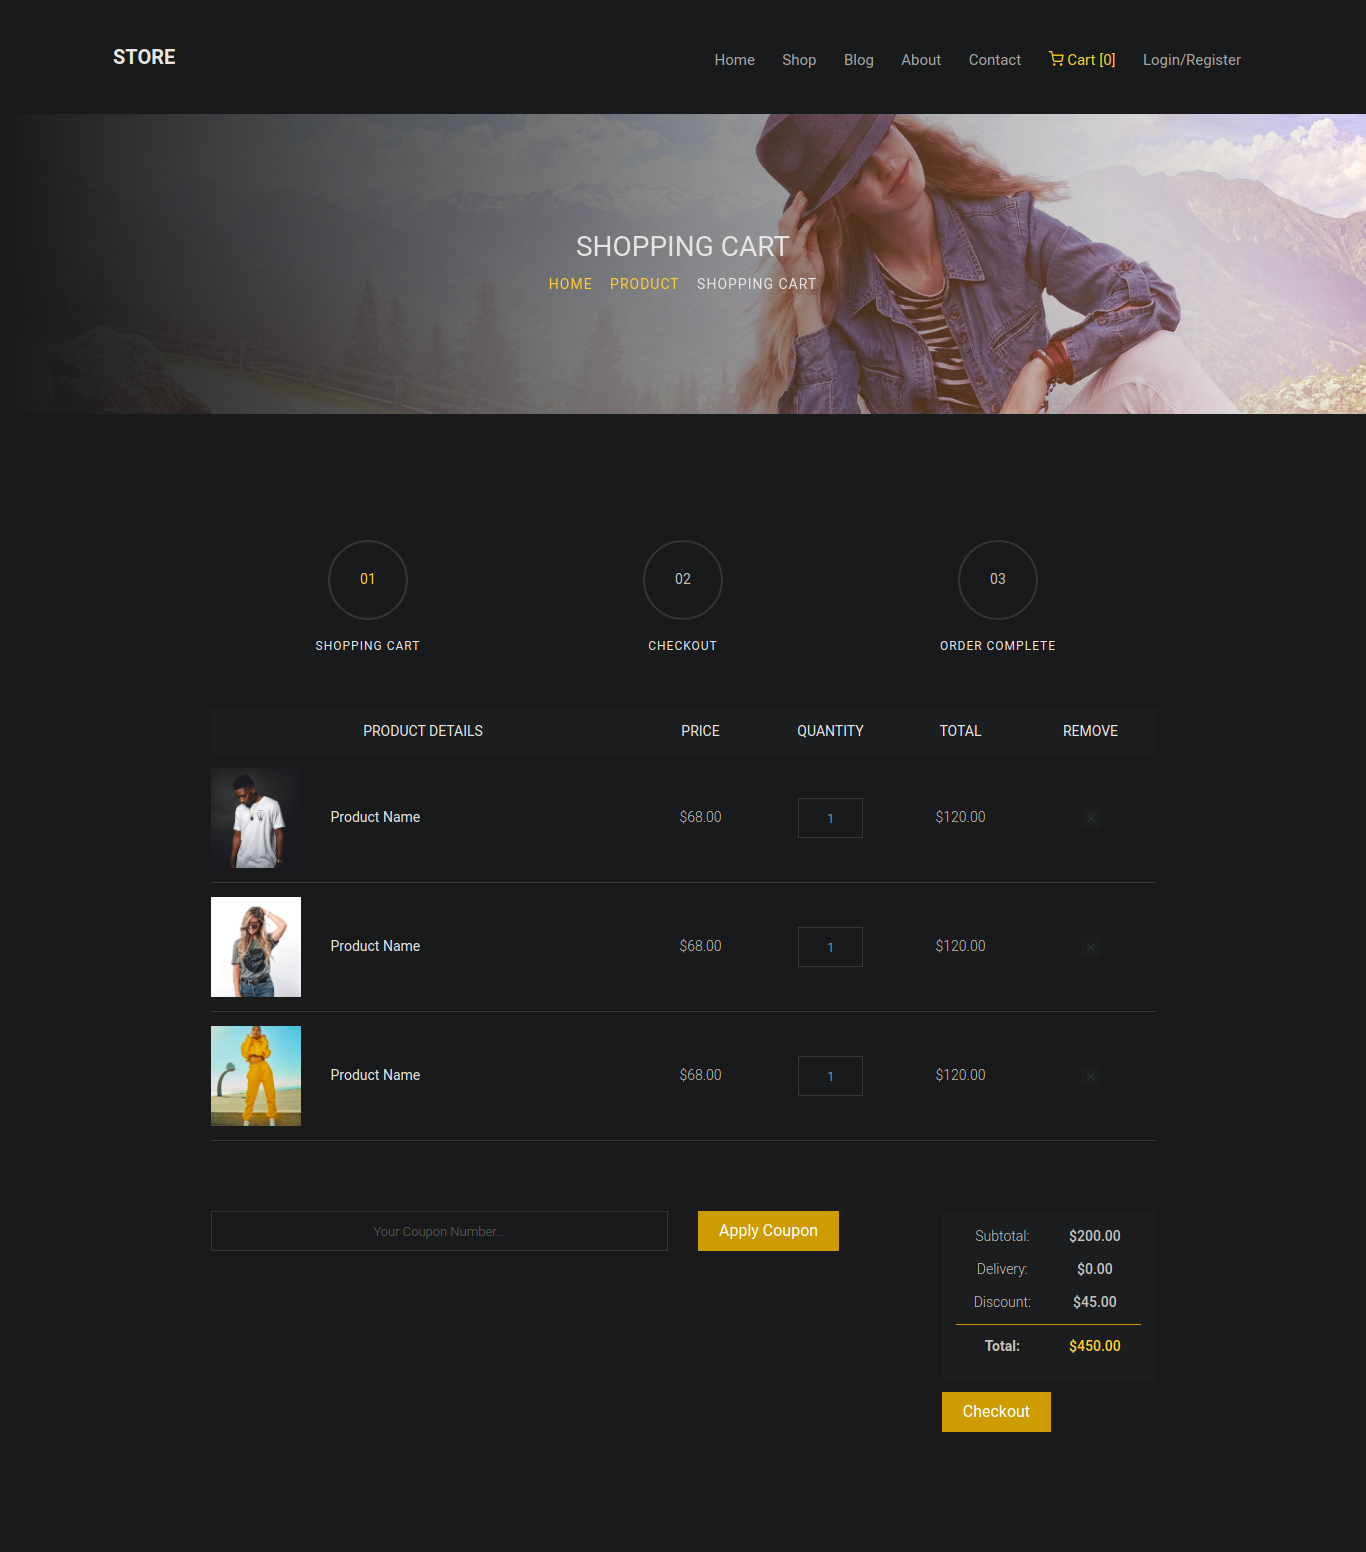 STORE
Home Shop Blog About Contact Cart [0] Login/Register
SHOPPING CART
HOME PRODUCT SHOPPING CART
01 02 03
SHOPPING CART CHECKOUT ORDER COMPLETE
PRODUCT DETAILS PRICE QUANTITY TOTAL REMOVE
Product Name $68.00 1 $120.00 ×
Product Name $68.00 1 $120.00 ×
Product Name $68.00 1 $120.00 ×
Your Coupon Number... Apply Coupon
Subtotal: $200.00
Delivery: $0.00
Discount: $45.00
Total: $450.00
Checkout